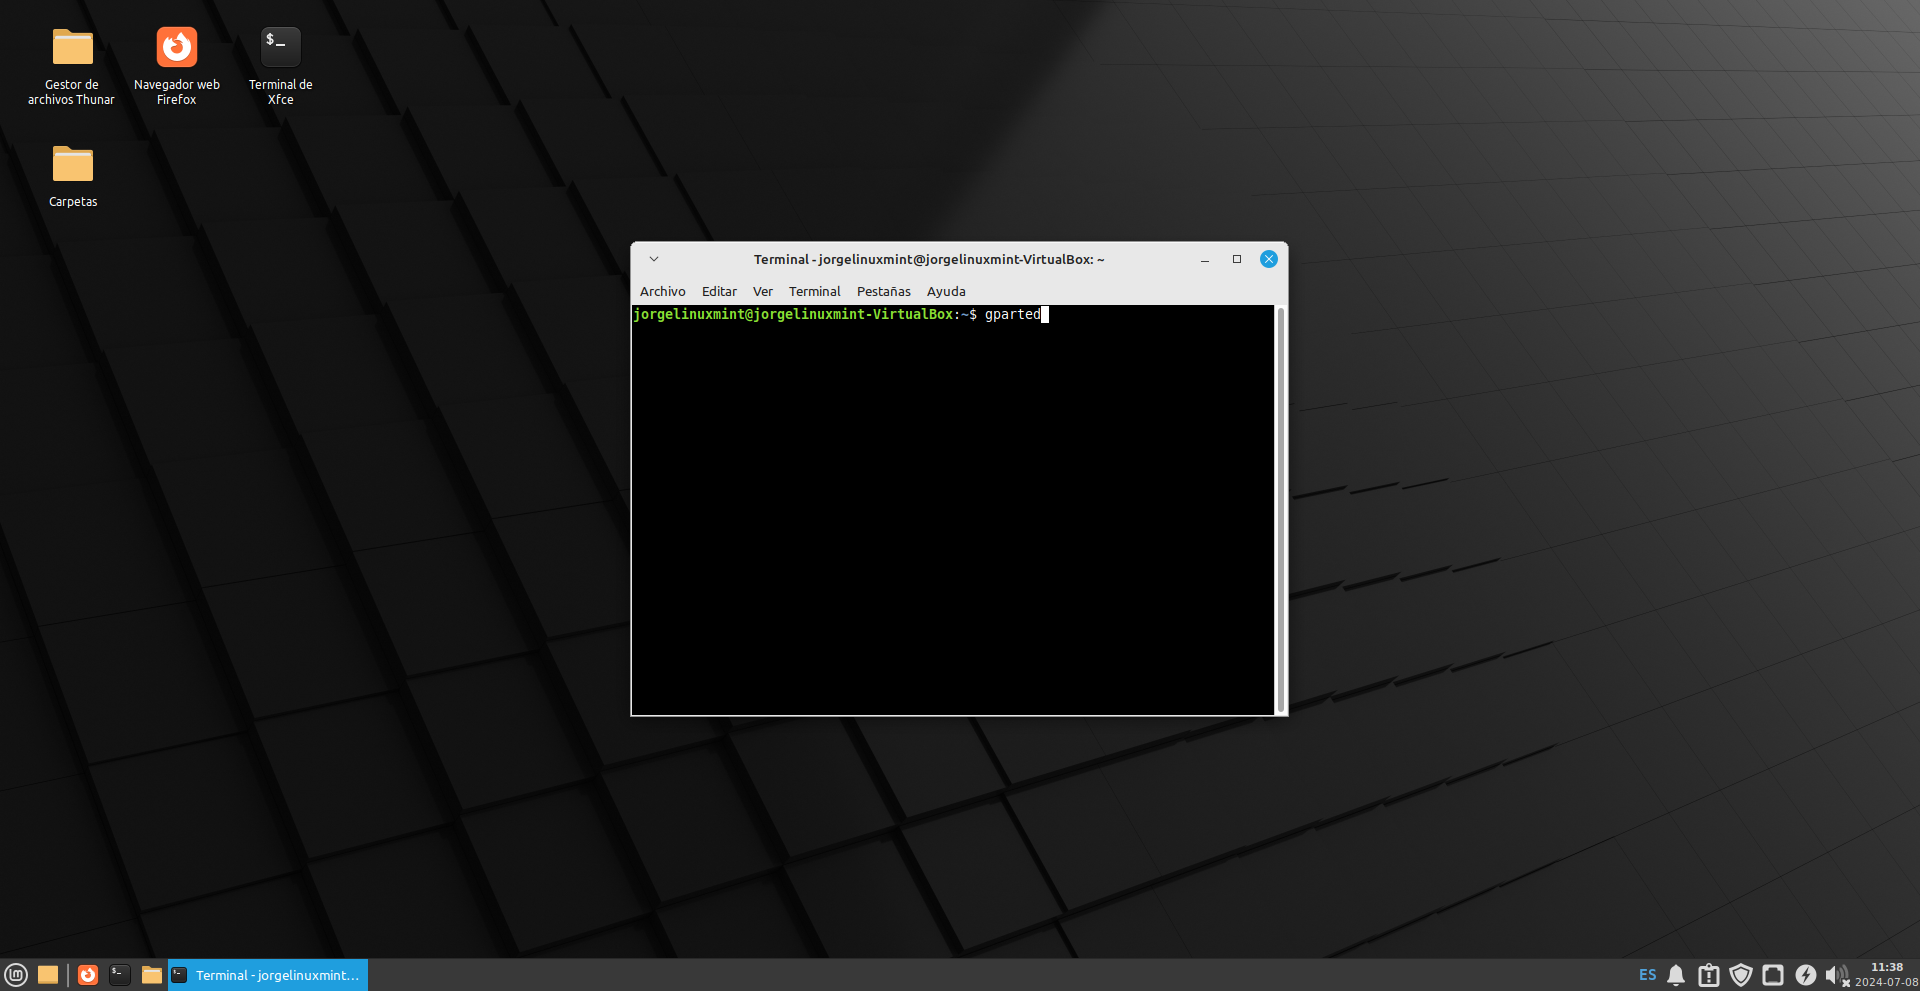 Gestor de
archivos Thunar
Navegador web
Firefox
$_
Terminal de
Xfce
Carpetas
Terminal - jorgelinuxmint@jorgelinuxmint-VirtualBox: ~
Archivo Editar Ver Terminal Pestañas Ayuda
jorgelinuxmint@jorgelinuxmint-VirtualBox:~$ gparted
Terminal - jorgelinuxmint...
ES
11:38
2024-07-08